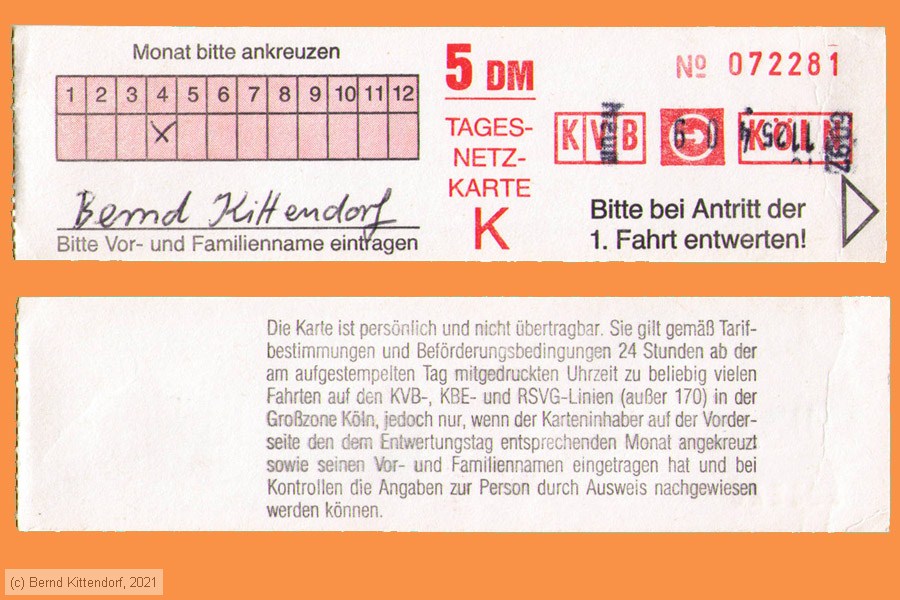 Monat bitte ankreuzen
5 DM
Nº 072281
1 2 3 4 5 6 7 8 9 10 11 12
TAGES-
NETZ-
KARTE
K
KVB KÖLN
Bernd Kittendorf
Bitte Vor- und Familienname eintragen
Bitte bei Antritt der
1. Fahrt entwerten!
Die Karte ist persönlich und nicht übertragbar. Sie gilt gemäß Tarif-
bestimmungen und Beförderungsbedingungen 24 Stunden ab der
am aufgestempelten Tag mitgedruckten Uhrzeit zu beliebig vielen
Fahrten auf den KVB-, KBE- und RSVG-Linien (außer 170) in der
Großzone Köln, jedoch nur, wenn der Karteninhaber auf der Vorder-
seite den dem Entwertungstag entsprechenden Monat angekreuzt
sowie seinen Vor- und Familiennamen eingetragen hat und bei
Kontrollen die Angaben zur Person durch Ausweis nachgewiesen
werden können.
(c) Bernd Kittendorf, 2021